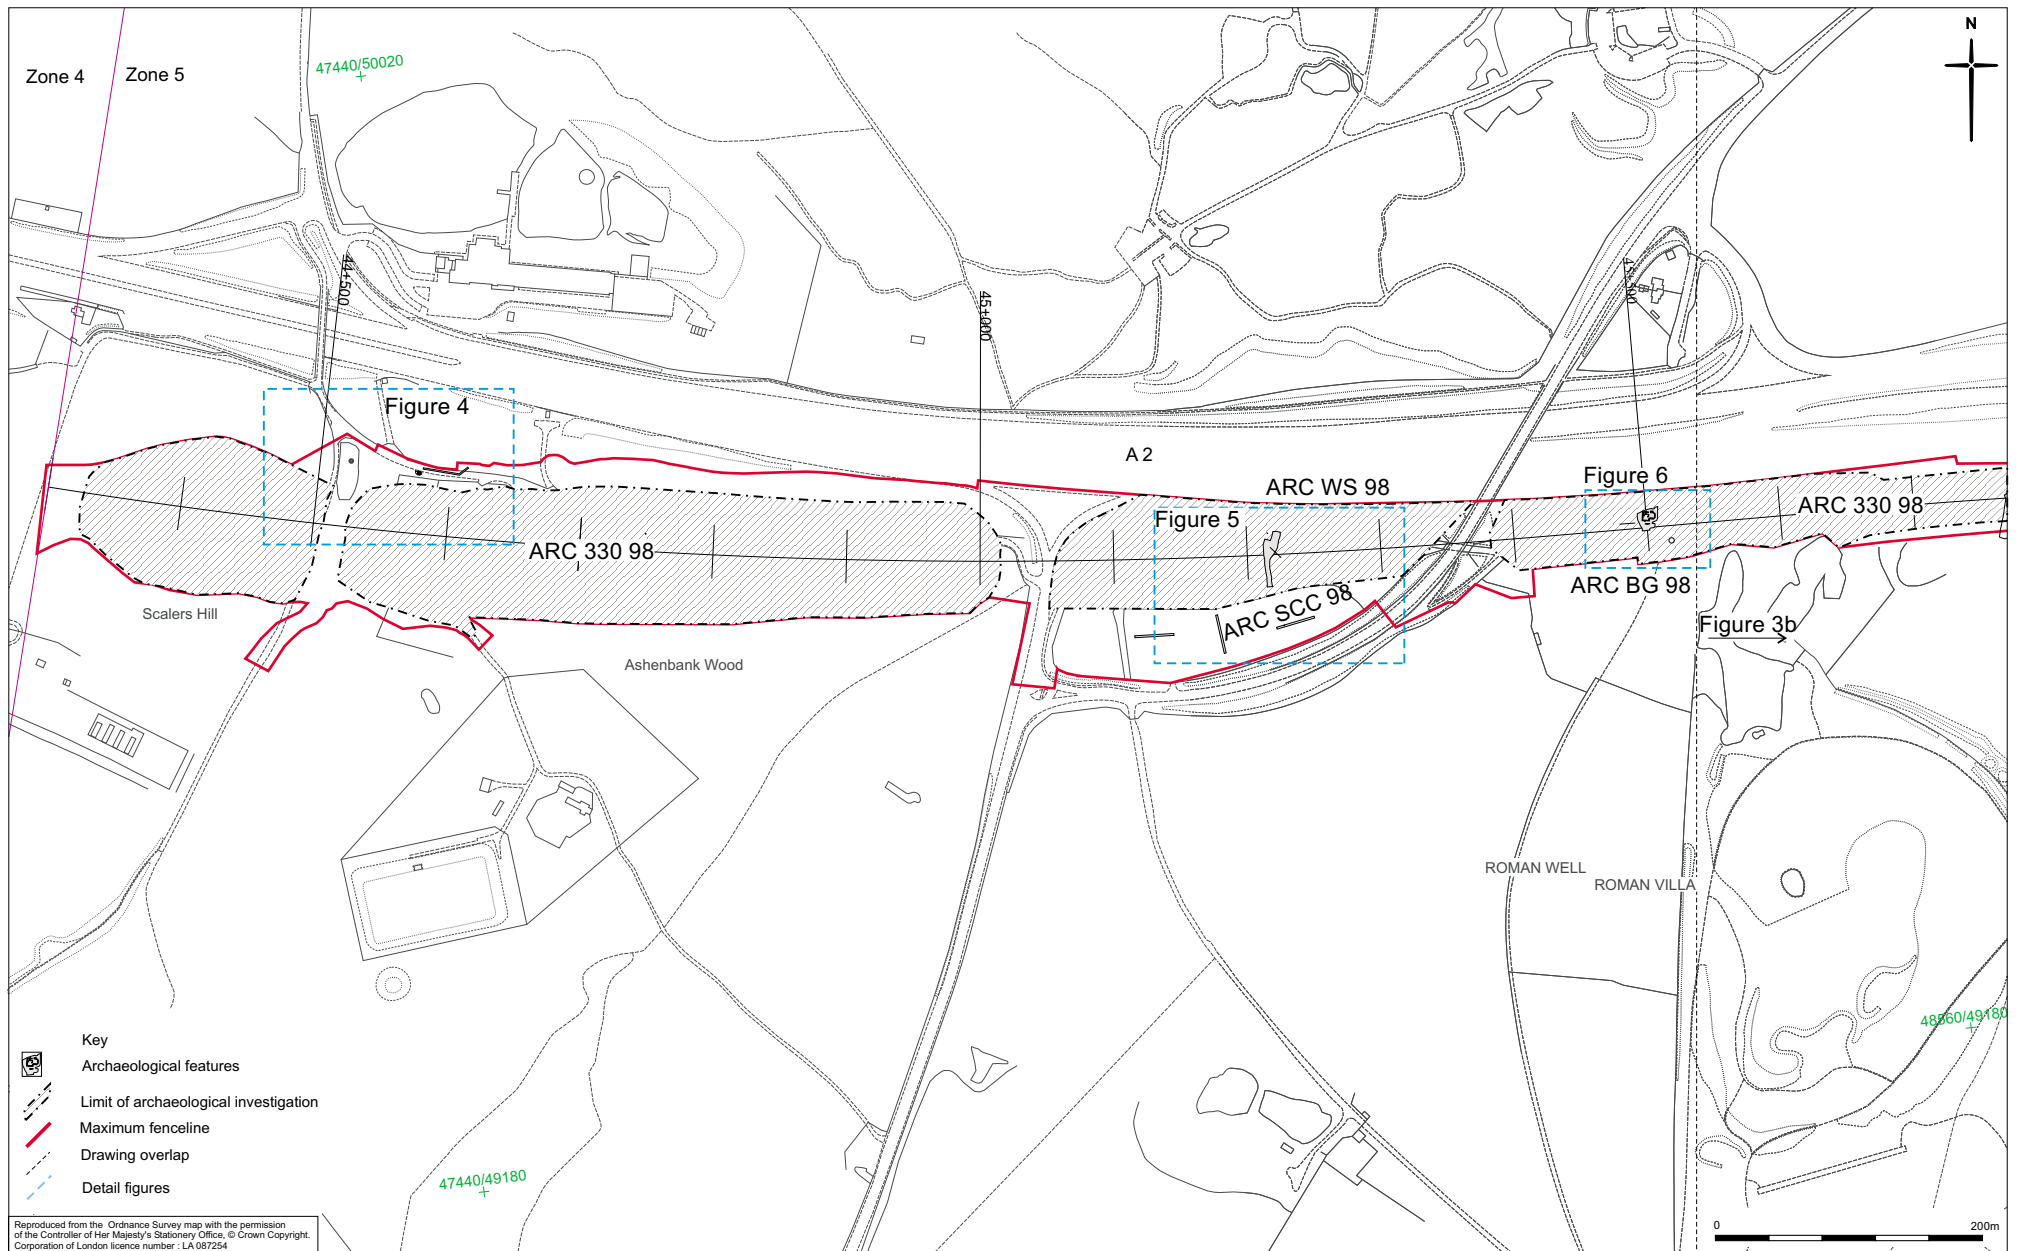 N
Zone 4
Zone 5
47440/50020
44+500
45+000
45+500
Figure 4
A 2
Figure 6
ARC WS 98
ARC 330 98
Figure 5
ARC 330 98
ARC BG 98
ARC SCC 98
Scalers Hill
Figure 3b
Ashenbank Wood
ROMAN WELL
ROMAN VILLA
48560/49180
Key
Archaeological features
Limit of archaeological investigation
Maximum fenceline
Drawing overlap
Detail figures
47440/49180
Reproduced from the Ordnance Survey map with the permission
of the Controller of Her Majesty's Stationery Office, © Crown Copyright.
Corporation of London licence number : LA 087254
0 200m